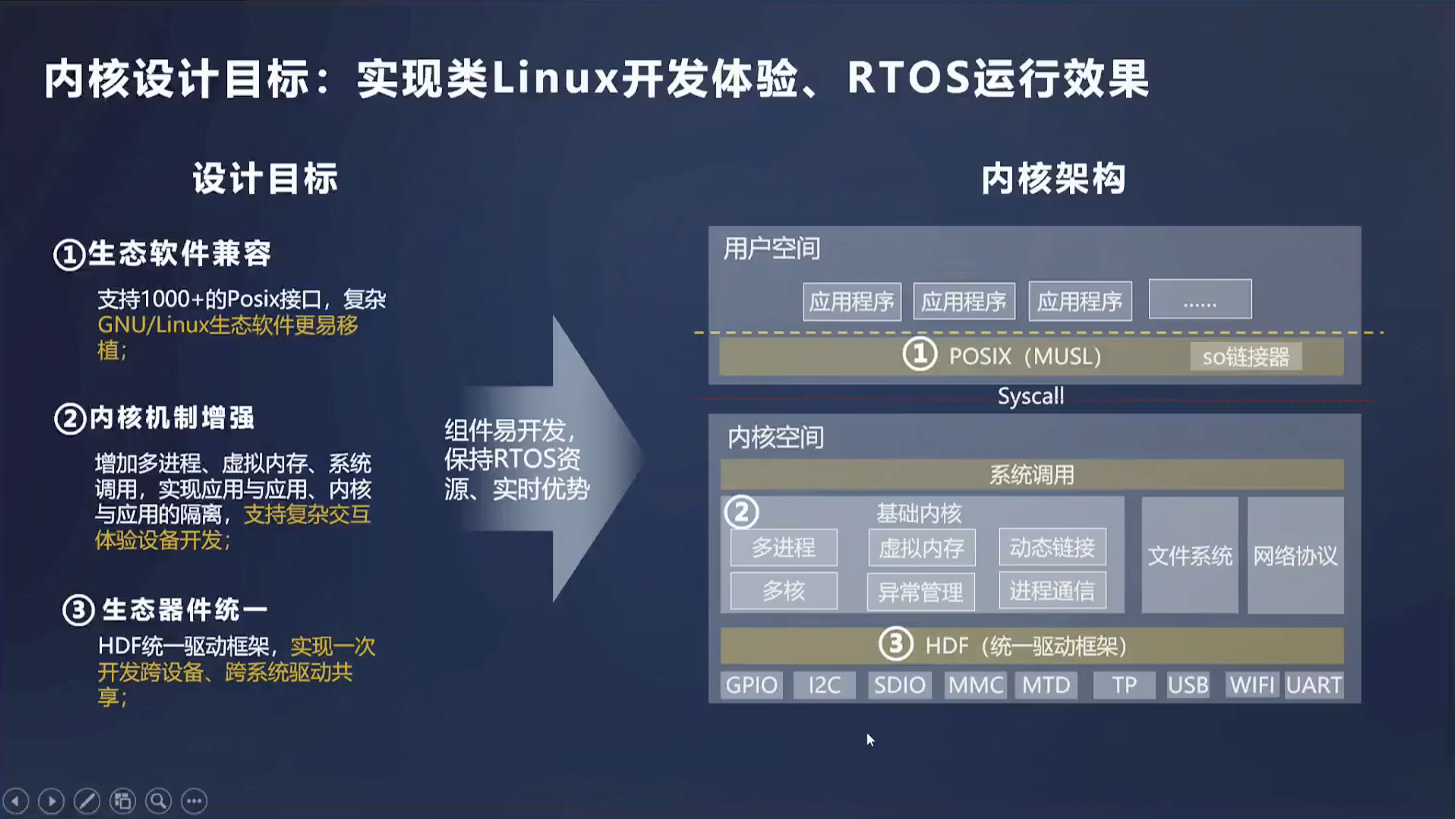 内核设计目标：实现类Linux开发体验、RTOS运行效果
设计目标
①生态软件兼容
支持1000+的Posix接口，复杂
GNU/Linux生态软件更易移
植；
②内核机制增强
增加多进程、虚拟内存、系统
调用，实现应用与应用、内核
与应用的隔离，支持复杂交互
体验设备开发；
③ 生态器件统一
HDF统一驱动框架，实现一次
开发跨设备、跨系统驱动共
享；
组件易开发，
保持RTOS资
源、实时优势
内核架构
用户空间
应用程序 应用程序 应用程序 ......
① POSIX（MUSL） so链接器
Syscall
内核空间
系统调用
② 基础内核
多进程 虚拟内存 动态链接
多核 异常管理 进程通信
文件系统 网络协议
③ HDF（统一驱动框架）
GPIO I2C SDIO MMC MTD TP USB WIFI UART